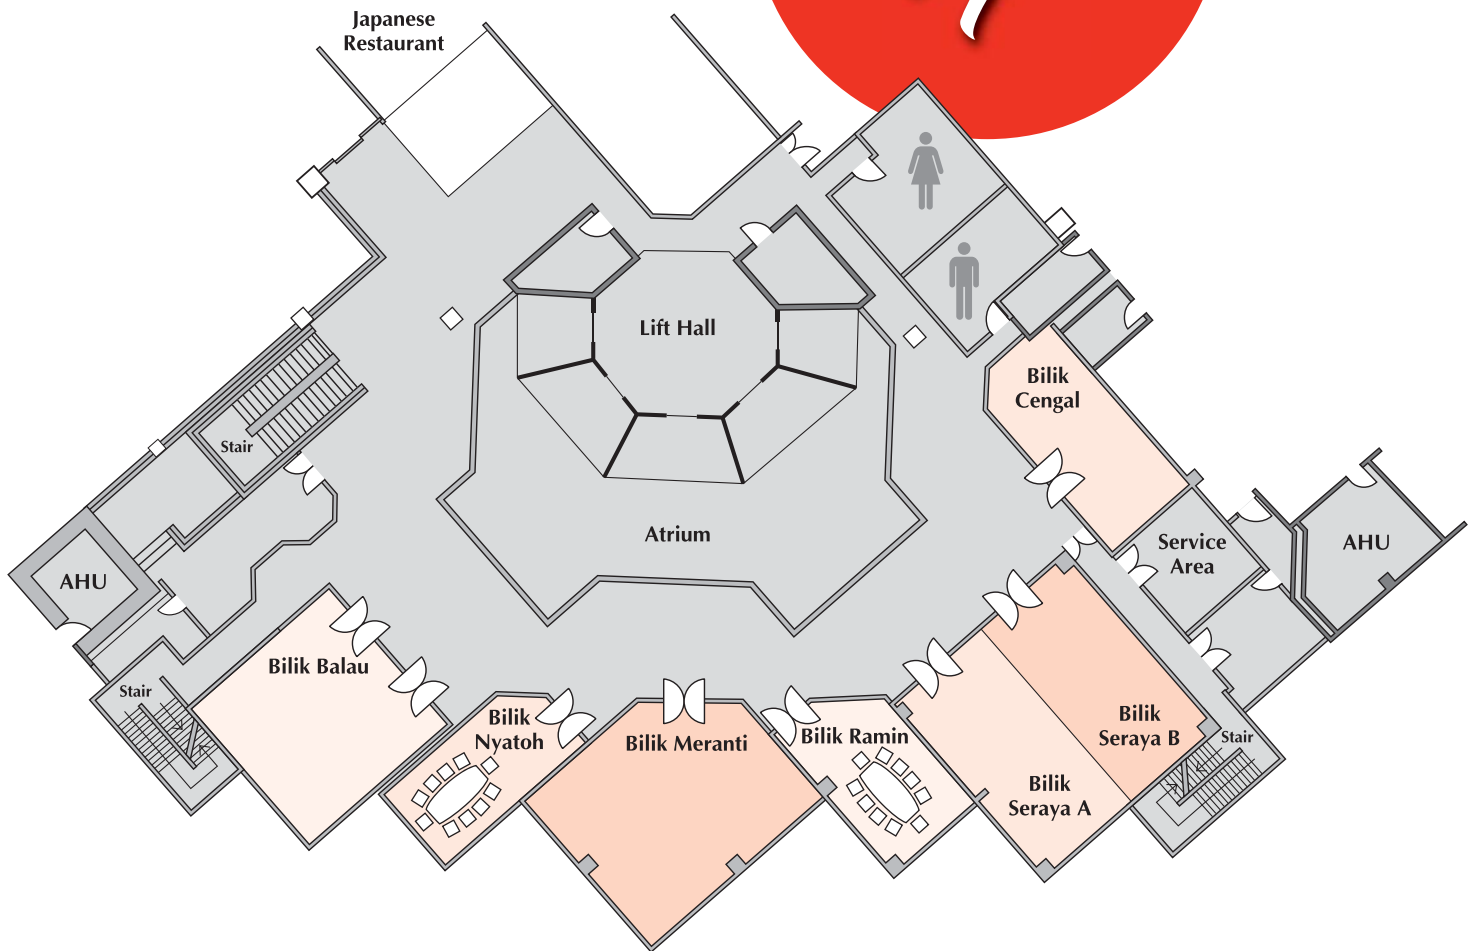 Japanese
Restaurant
Lift Hall
Bilik
Cengal
Stair
Atrium
Service
Area
AHU
AHU
Bilik Balau
Stair
Bilik
Nyatoh
Bilik Meranti
Bilik Ramin
Bilik
Seraya B
Stair
Bilik
Seraya A